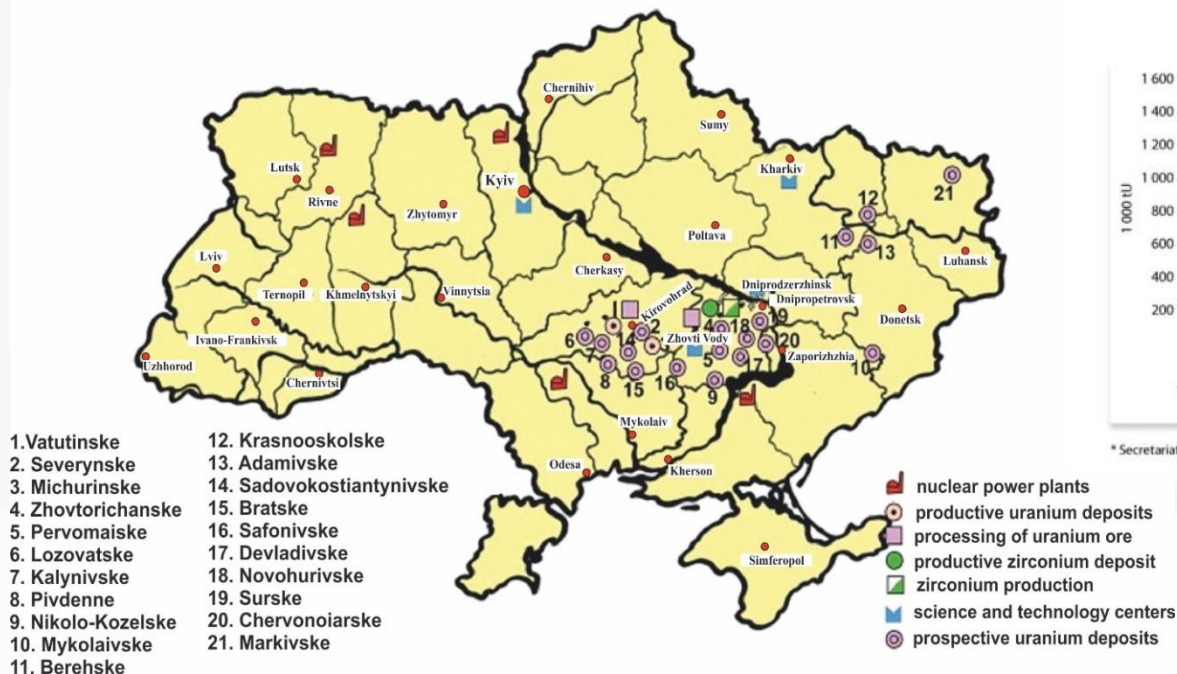 Chernihiv
Sumy
Kharkiv
Lutsk
Rivne
Kyiv
Zhytomyr
Poltava
Lviv
Ternopil
Khmelnytskyi
Vinnytsia
Cherkasy
Luhansk
Ivano-Frankivsk
Uzhhorod
Chernivtsi
Kirovohrad
Dniprodzerzhinsk
Dnipropetrovsk
Zhovti Vody
Zaporizhzhia
Donetsk
Mykolaiv
Odesa
Kherson
Simferopol
12
21
11
13
1
2
4
18
19
6
7
14
3
5
17
20
8
15
16
9
10
1.Vatutinske
2. Severynske
3. Michurinske
4. Zhovtorichanske
5. Pervomaiske
6. Lozovatske
7. Kalynivske
8. Pivdenne
9. Nikolo-Kozelske
10. Mykolaivske
11. Berehske
12. Krasnooskolske
13. Adamivske
14. Sadovokostiantynivske
15. Bratske
16. Safonivske
17. Devladivske
18. Novohurivske
19. Surske
20. Chervonoiarske
21. Markivske
nuclear power plants
productive uranium deposits
processing of uranium ore
productive zirconium deposit
zirconium production
science and technology centers
prospective uranium deposits
1 600
1 400
1 200
1 000
800
600
400
200
1 000 tU